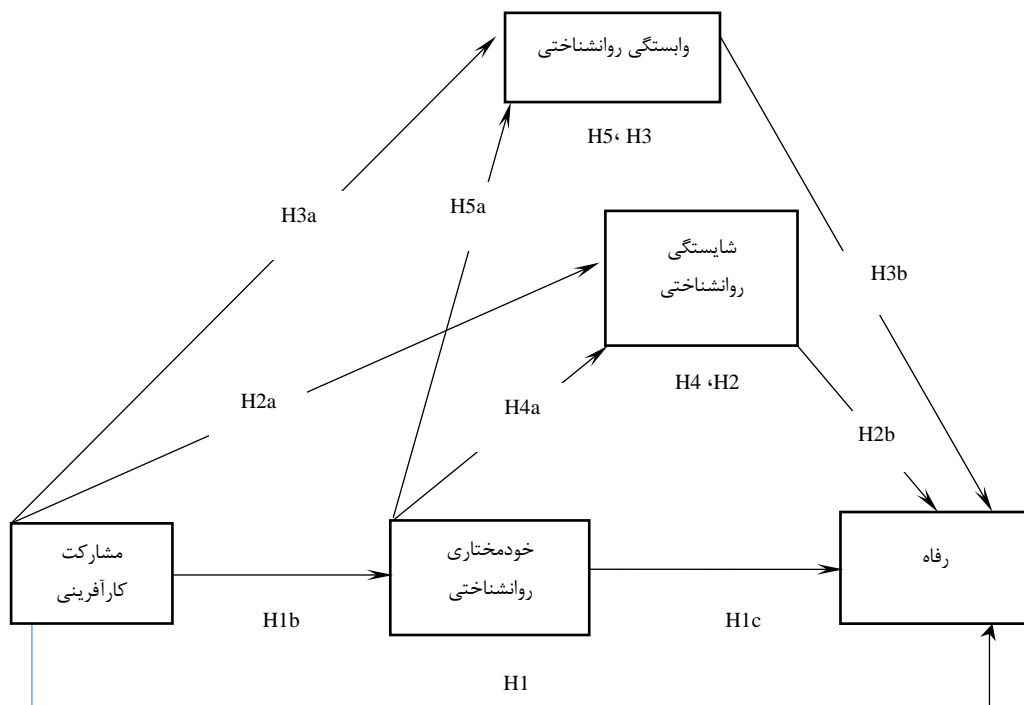 وابستگی روانشناختی
H5، H3
H3a
H5a
شایستگی
روانشناختی
H3b
H4 ،H2
H2a
H4a
H2b
مشارکت
کارآفرینی
خودمختاری
روانشناختی
رفاه
H1b
H1c
H1